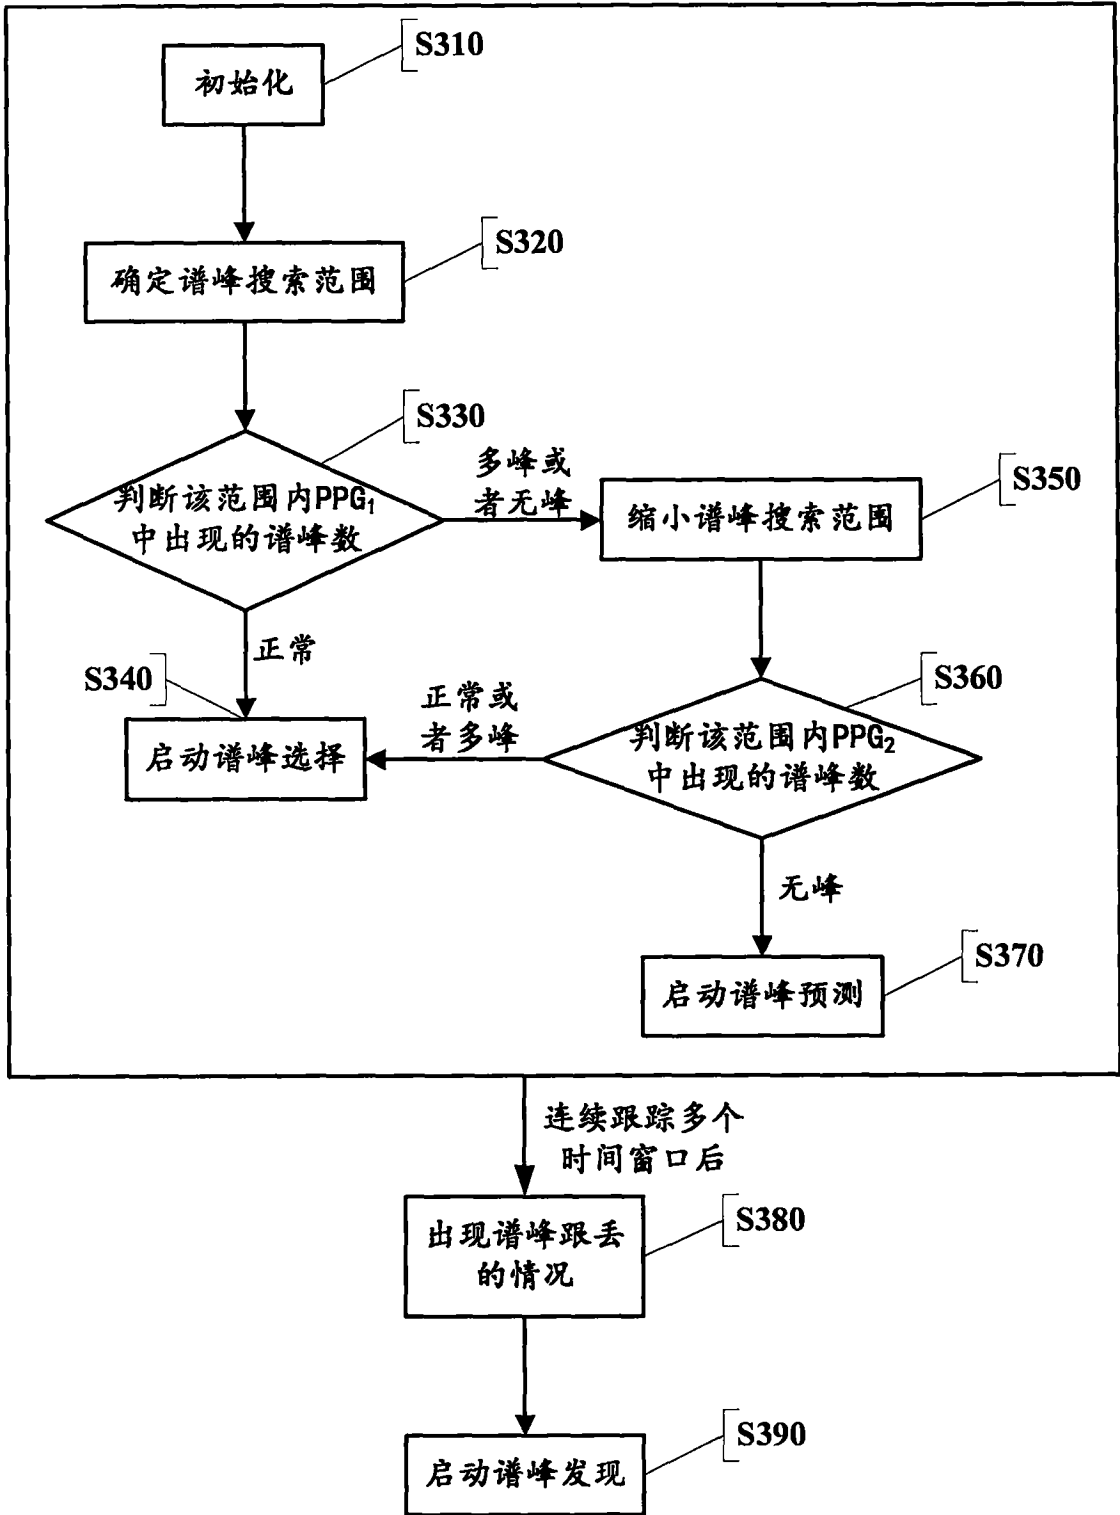 S310
初始化
S320
确定谱峰搜索范围
S330
判断该范围内PPG₁
中出现的谱峰数
多峰或
者无峰
S350
缩小谱峰搜索范围
正常
S340
启动谱峰选择
正常或
者多峰
S360
判断该范围内PPG₂
中出现的谱峰数
无峰
S370
启动谱峰预测
连续跟踪多个
时间窗口后
S380
出现谱峰跟丢
的情况
S390
启动谱峰发现